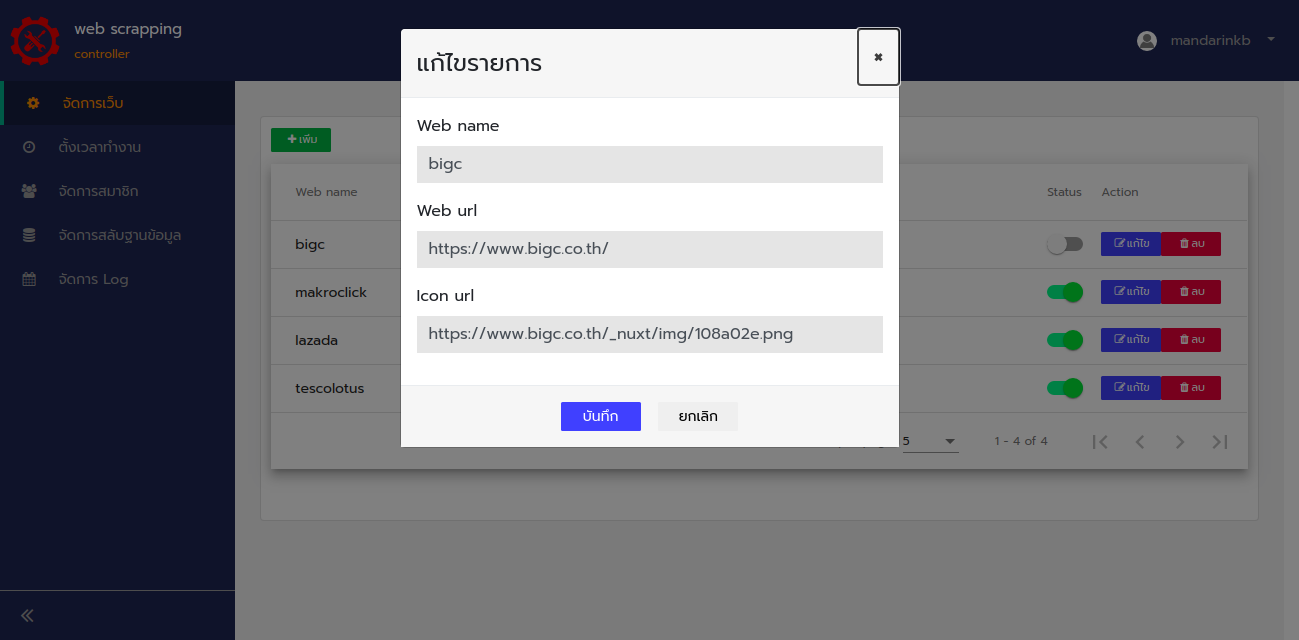 web scrapping
controller
mandarinkb
จัดการเว็บ
ตั้งเวลาทำงาน
จัดการสมาชิก
จัดการสลับฐานข้อมูล
จัดการ Log
เพิ่ม
Web name
Status
Action
bigc
แก้ไข
ลบ
makroclick
แก้ไข
ลบ
lazada
แก้ไข
ลบ
tescolotus
แก้ไข
ลบ
5
1 - 4 of 4
แก้ไขรายการ
Web name
bigc
Web url
https://www.bigc.co.th/
Icon url
https://www.bigc.co.th/_nuxt/img/108a02e.png
บันทึก
ยกเลิก